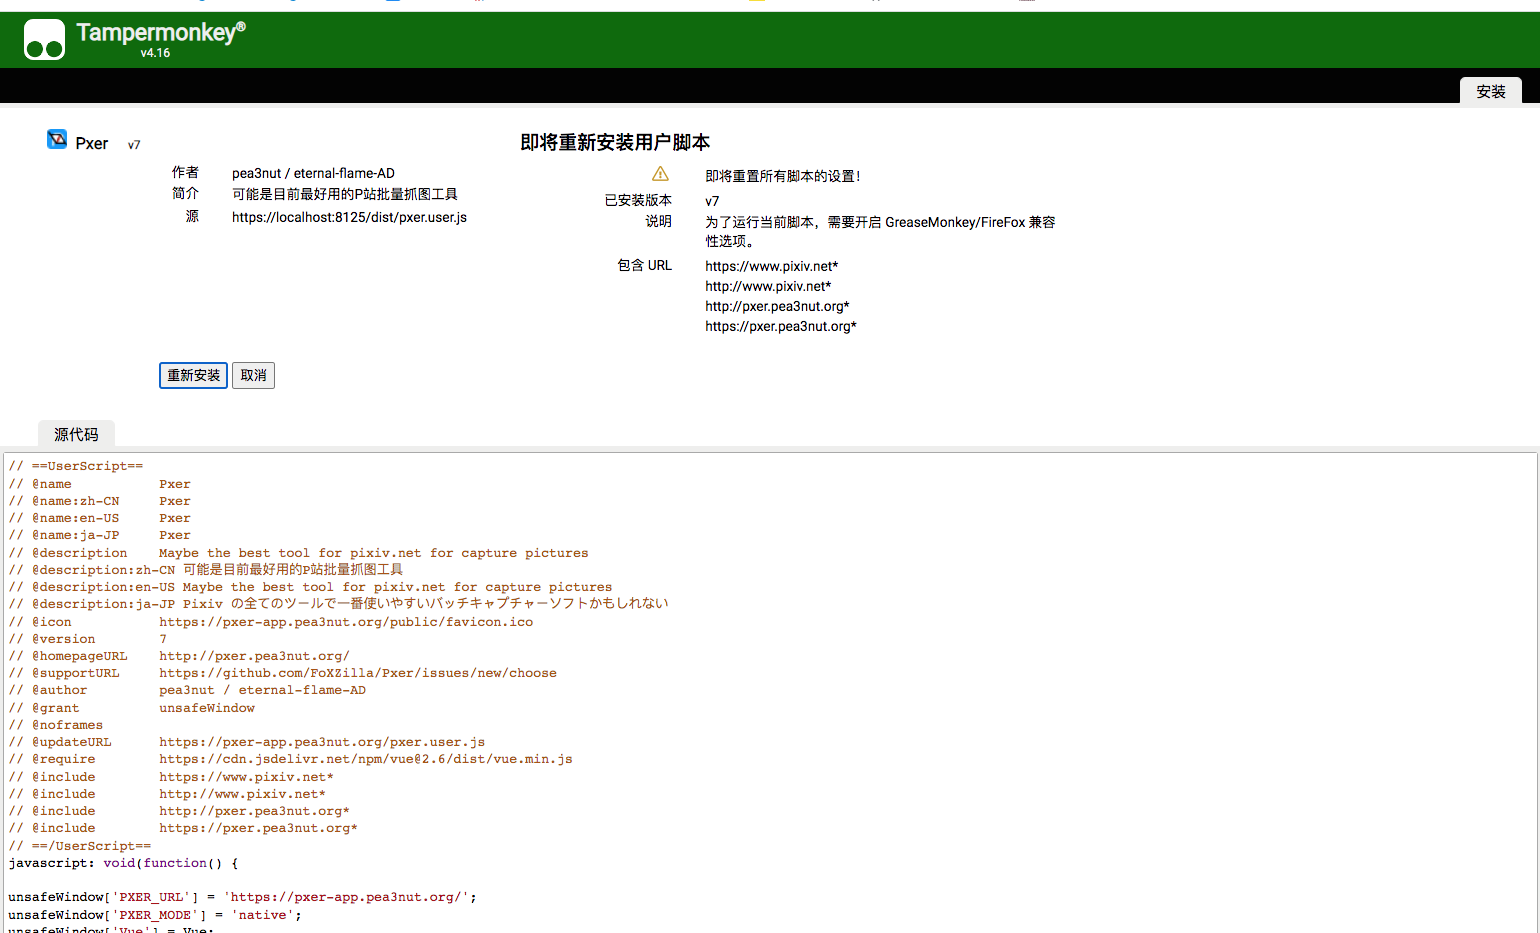 Tampermonkey®
v4.16
安装
Pxer v7
即将重新安装用户脚本
作者 pea3nut / eternal-flame-AD
简介 可能是目前最好用的P站批量抓图工具
源 https://localhost:8125/dist/pxer.user.js
即将重置所有脚本的设置!
已安装版本 v7
说明 为了运行当前脚本，需要开启 GreaseMonkey/FireFox 兼容
性选项。
包含 URL https://www.pixiv.net*
http://www.pixiv.net*
http://pxer.pea3nut.org*
https://pxer.pea3nut.org*
重新安装 取消
源代码
// ==UserScript==
// @name Pxer
// @name:zh-CN Pxer
// @name:en-US Pxer
// @name:ja-JP Pxer
// @description Maybe the best tool for pixiv.net for capture pictures
// @description:zh-CN 可能是目前最好用的P站批量抓图工具
// @description:en-US Maybe the best tool for pixiv.net for capture pictures
// @description:ja-JP Pixiv の全てのツールで一番使いやすいバッチキャプチャーソフトかもしれない
// @icon https://pxer-app.pea3nut.org/public/favicon.ico
// @version 7
// @homepageURL http://pxer.pea3nut.org/
// @supportURL https://github.com/FoXZilla/Pxer/issues/new/choose
// @author pea3nut / eternal-flame-AD
// @grant unsafeWindow
// @noframes
// @updateURL https://pxer-app.pea3nut.org/pxer.user.js
// @require https://cdn.jsdelivr.net/npm/vue@2.6/dist/vue.min.js
// @include https://www.pixiv.net*
// @include http://www.pixiv.net*
// @include http://pxer.pea3nut.org*
// @include https://pxer.pea3nut.org*
// ==/UserScript==
javascript: void(function() {
unsafeWindow['PXER_URL'] = 'https://pxer-app.pea3nut.org/';
unsafeWindow['PXER_MODE'] = 'native';
unsafeWindow['Vue'] = Vue;